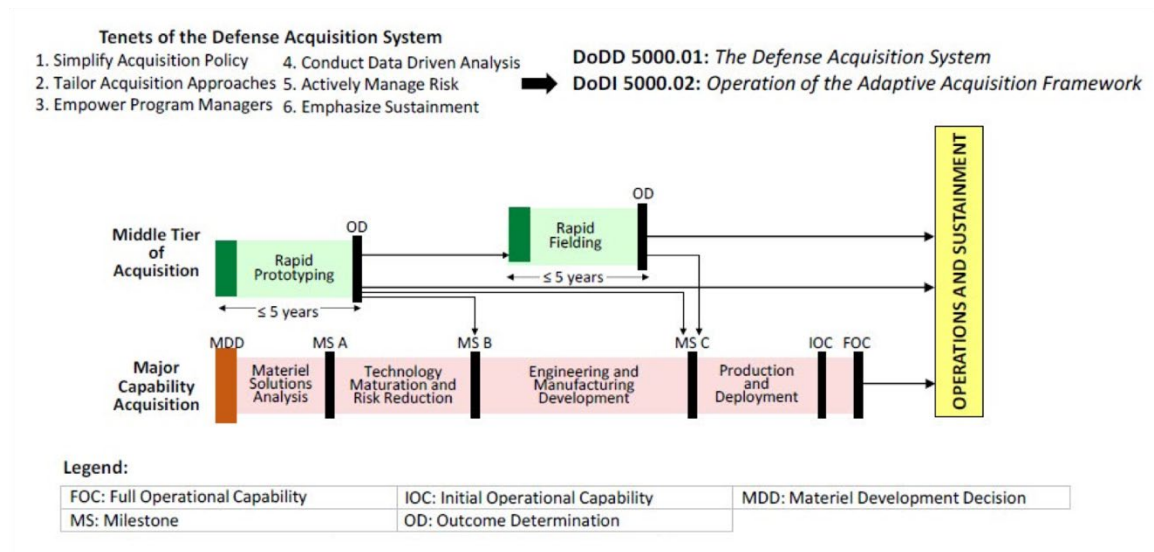 Tenets of the Defense Acquisition System
1. Simplify Acquisition Policy
2. Tailor Acquisition Approaches
3. Empower Program Managers
4. Conduct Data Driven Analysis
5. Actively Manage Risk
6. Emphasize Sustainment
DoDD 5000.01: The Defense Acquisition System
DoDI 5000.02: Operation of the Adaptive Acquisition Framework
Middle Tier
of
Acquisition
Rapid
Prototyping
OD
≤ 5 years
Rapid
Fielding
OD
≤ 5 years
OPERATIONS AND SUSTAINMENT
Major
Capability
Acquisition
MDD
Materiel
Solutions
Analysis
MS A
Technology
Maturation and
Risk Reduction
MS B
Engineering and
Manufacturing
Development
MS C
Production
and
Deployment
IOC
FOC
Legend:
FOC: Full Operational Capability
IOC: Initial Operational Capability
MDD: Materiel Development Decision
MS: Milestone
OD: Outcome Determination